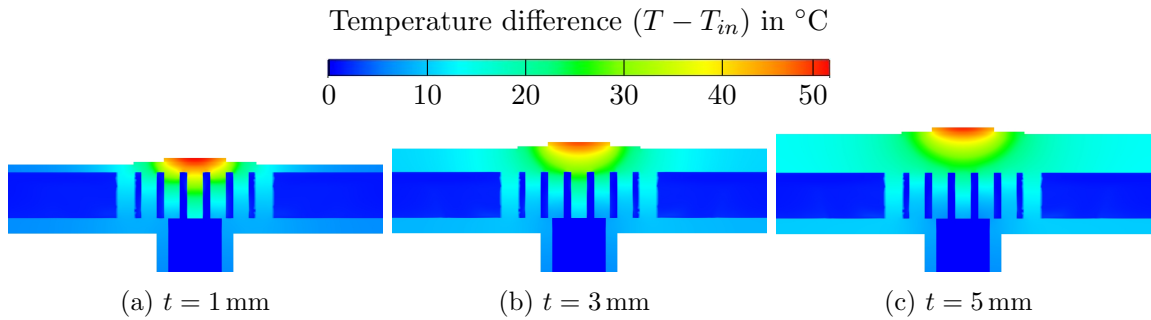 Temperature difference (T − T_in) in °C
0 10 20 30 40 50
(a) t = 1 mm (b) t = 3 mm (c) t = 5 mm